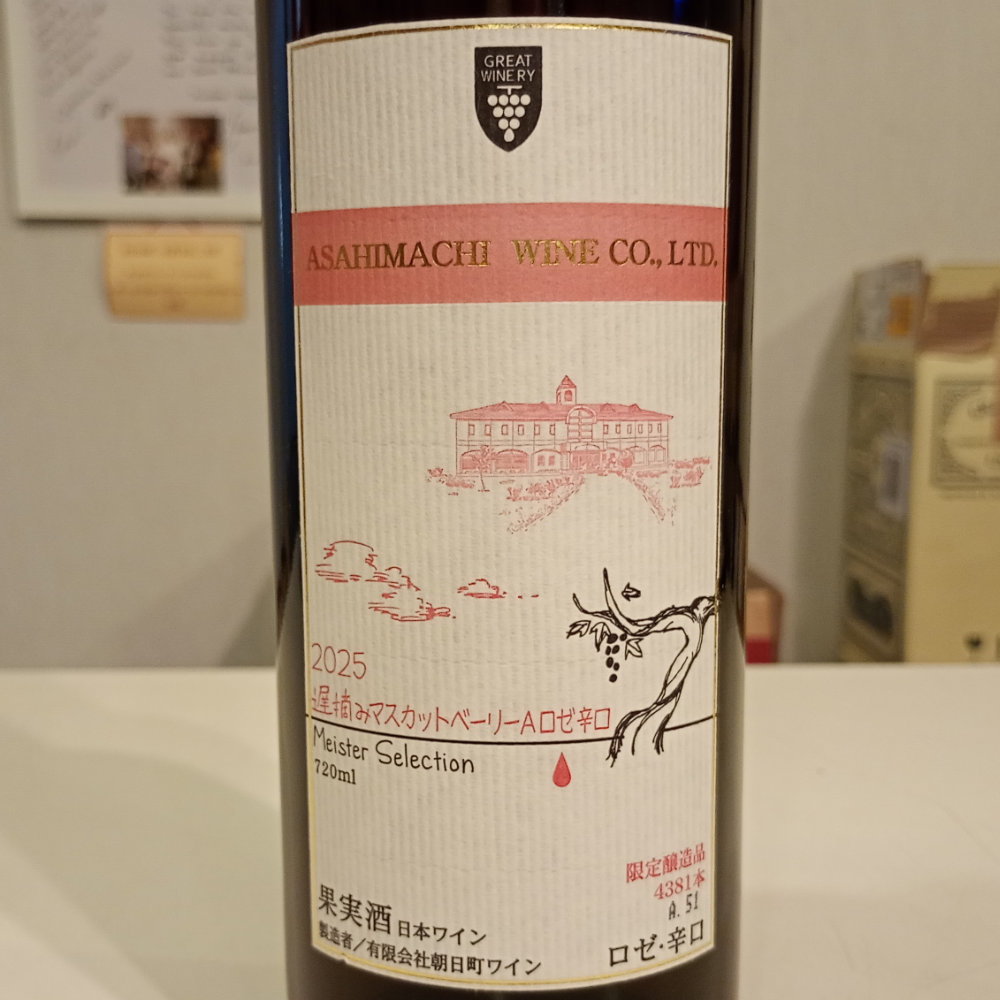 GREAT
WINERY
ASAHIMACHI WINE CO., LTD.
2025
遅摘みマスカットベーリーAロゼ辛口
Meister Selection
720ml
限定醸造品
4381本
A.51
果実酒 日本ワイン
製造者/有限会社朝日町ワイン
ロゼ・辛口